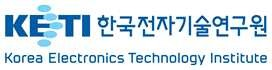 KETI 한국전자기술연구원
Korea Electronics Technology Institute